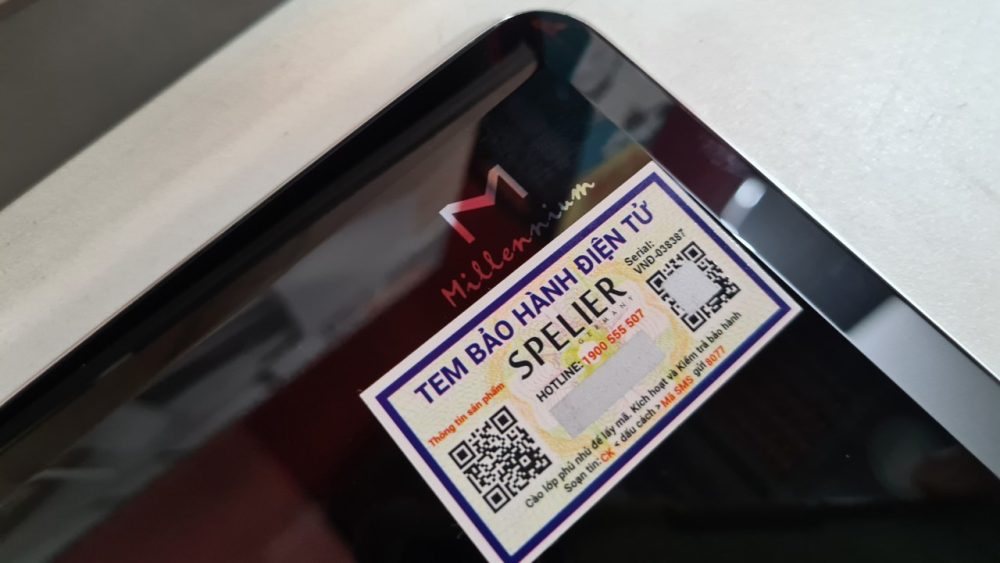 M
Millennium
TEM BẢO HÀNH ĐIỆN TỬ
SPELIER
GERMANY
HOTLINE: 1900 555 507
Serial:
VND-038387
Thông tin sản phẩm
Cào lớp phủ nhũ để lấy mã. Kích hoạt và Kiểm tra bảo hành
Soạn tin: CK < dấu cách > Mã SMS gửi 8077